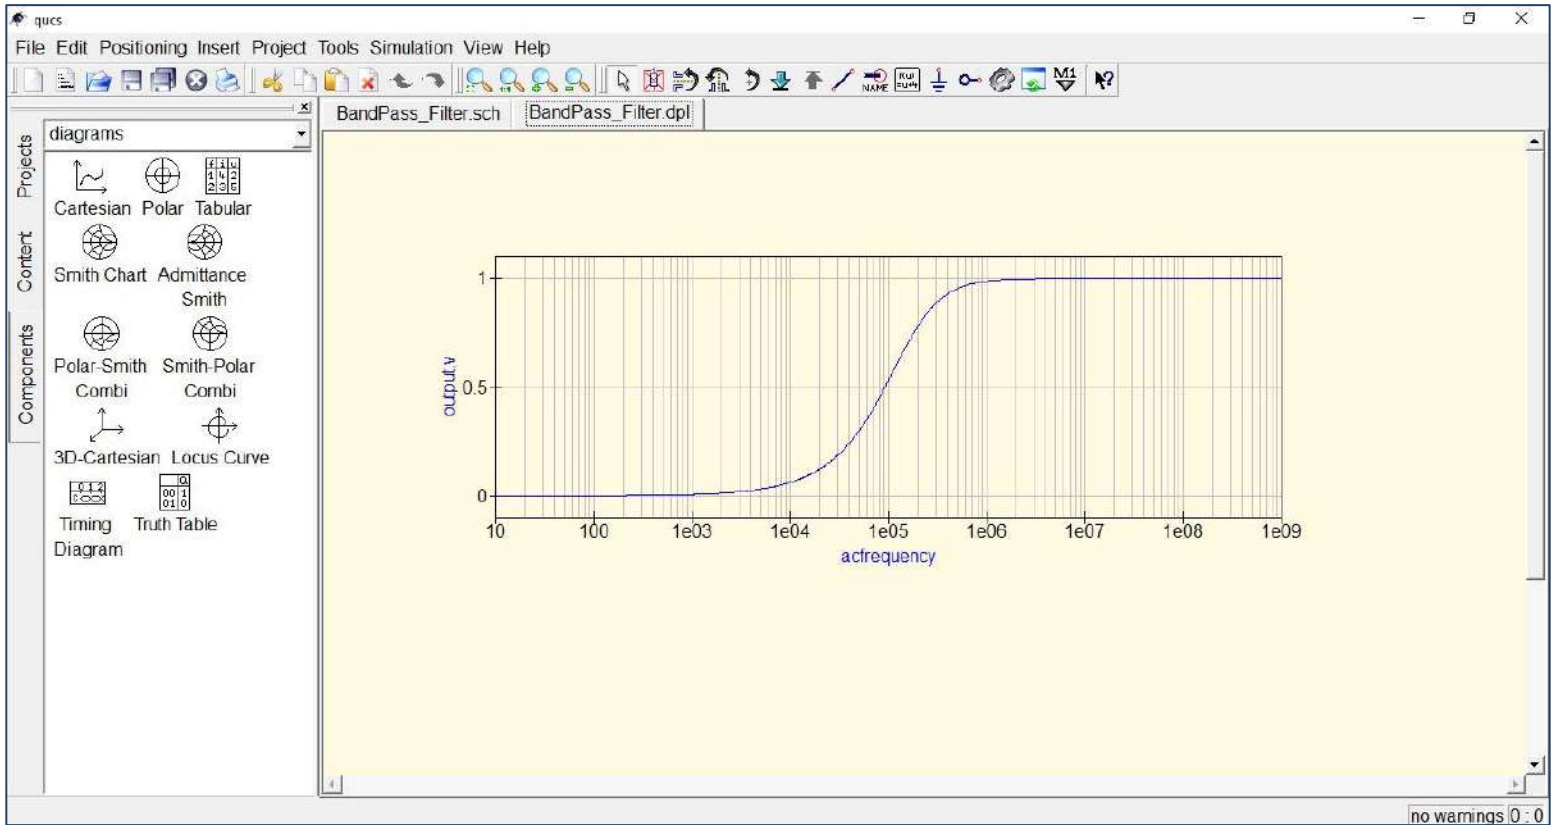 qucs
File Edit Positioning Insert Project Tools Simulation View Help
NAME
M1
BandPass_Filter.sch BandPass_Filter.dpl
diagrams
Projects
Content
Components
Cartesian Polar Tabular
Smith Chart Admittance
Smith
Polar-Smith Smith-Polar
Combi Combi
3D-Cartesian Locus Curve
Timing Truth Table
Diagram
1
0.5
0
output.v
10 100 1e03 1e04 1e05 1e06 1e07 1e08 1e09
acfrequency
no warnings 0 : 0